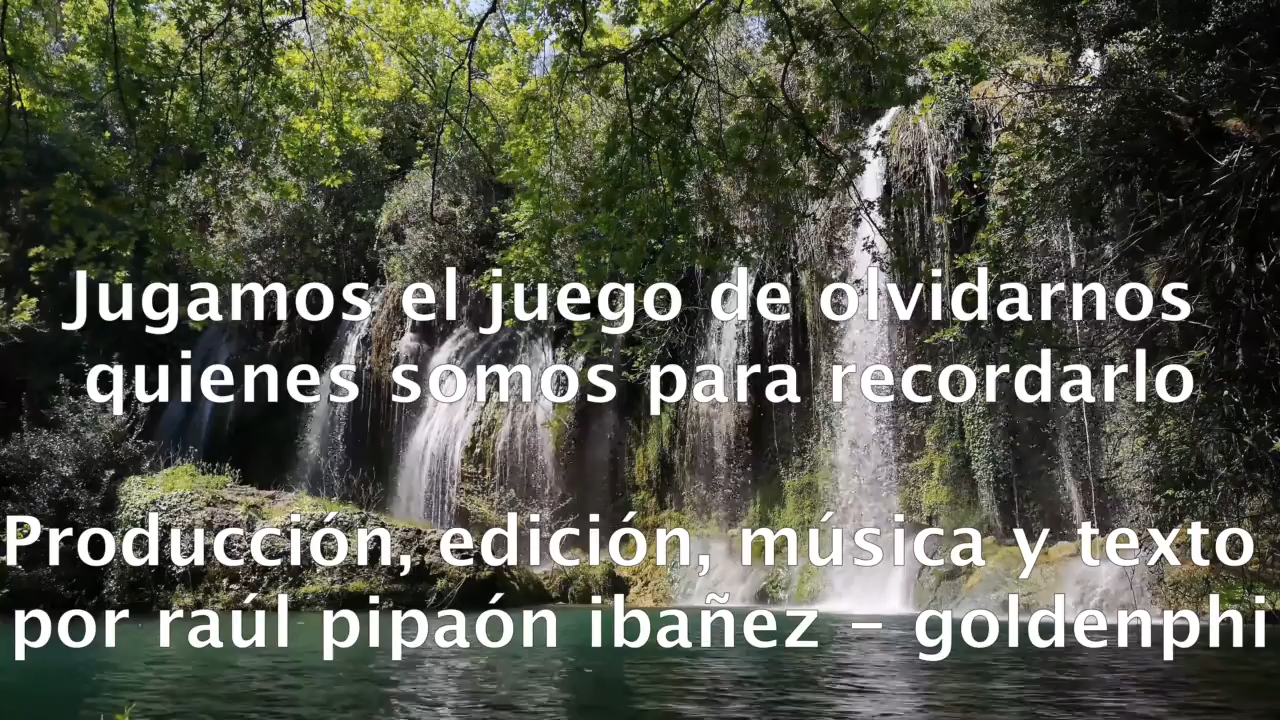 Jugamos el juego de olvidarnos
quienes somos para recordarlo
Producción, edición, música y texto
por raúl pipaón ibañez - goldenphi